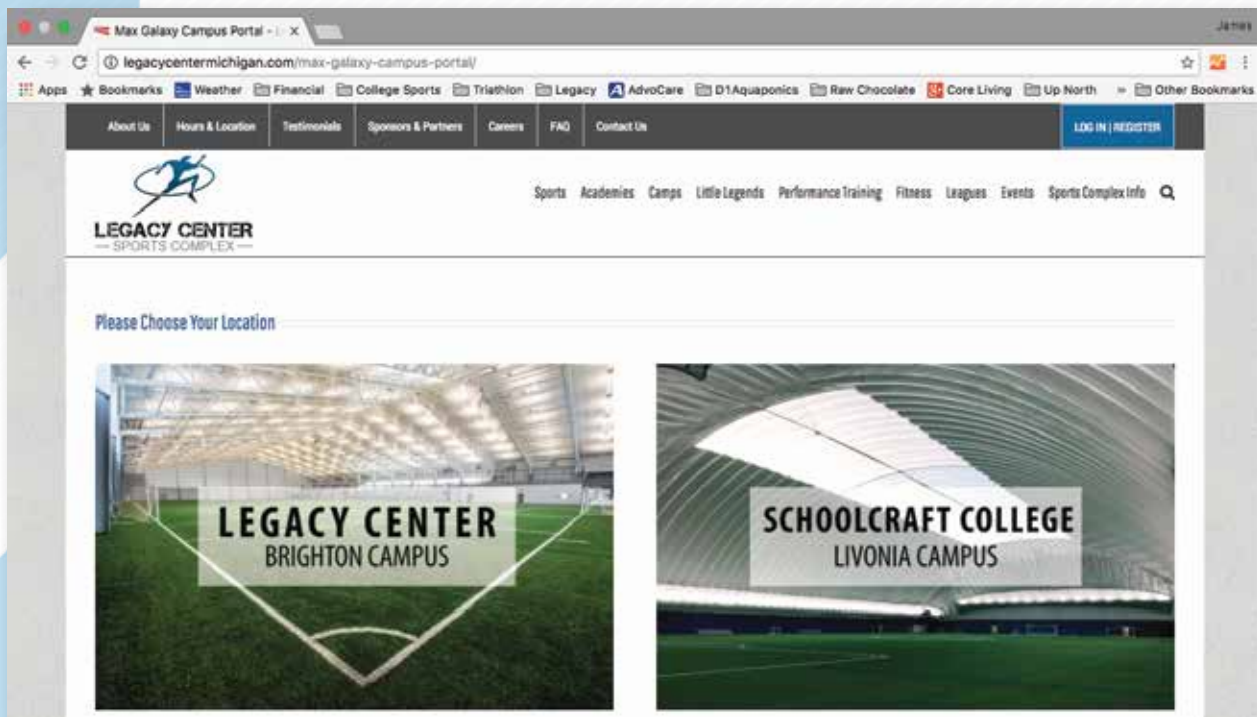 Max Galaxy Campus Portal -
James
legacycentermichigan.com/max-galaxy-campus-portal/
Apps Bookmarks Weather Financial College Sports Triathlon Legacy AdvoCare D1Aquaponics Raw Chocolate Core Living Up North » Other Bookmarks
About Us Hours & Location Testimonials Sponsors & Partners Careers FAQ Contact Us LOG IN | REGISTER
Sports Academies Camps Little Legends Performance Training Fitness Leagues Events Sports Complex Info
LEGACY CENTER
— SPORTS COMPLEX —
Please Choose Your Location
LEGACY CENTER
BRIGHTON CAMPUS
SCHOOLCRAFT COLLEGE
LIVONIA CAMPUS